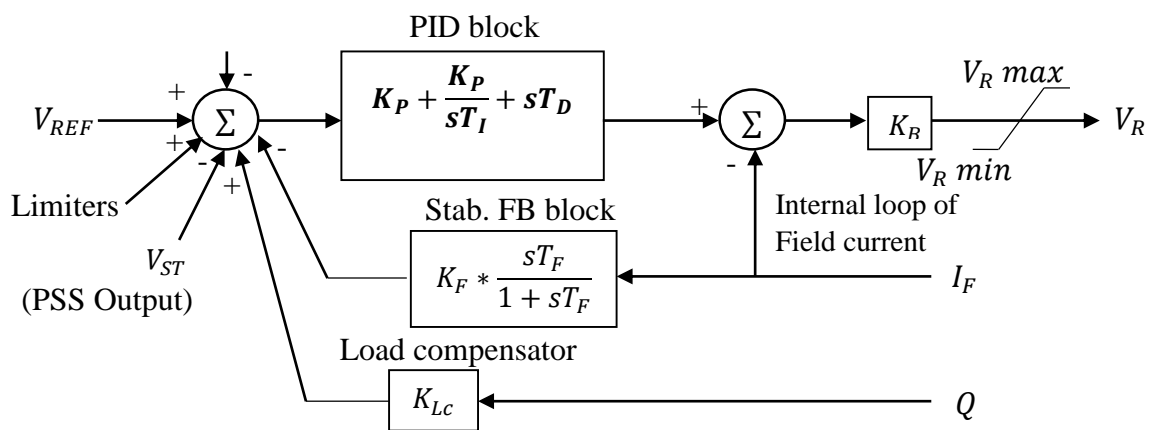 PID block
-
K_P + K_P/sT_I + sT_D
V_R max
+
V_REF
Σ
+
Σ
K_R
V_R
+
-
-
+
-
V_R min
Limiters
Stab. FB block
Internal loop of
Field current
V_ST
K_F * sT_F/1 + sT_F
I_F
(PSS Output)
Load compensator
K_Lc
Q